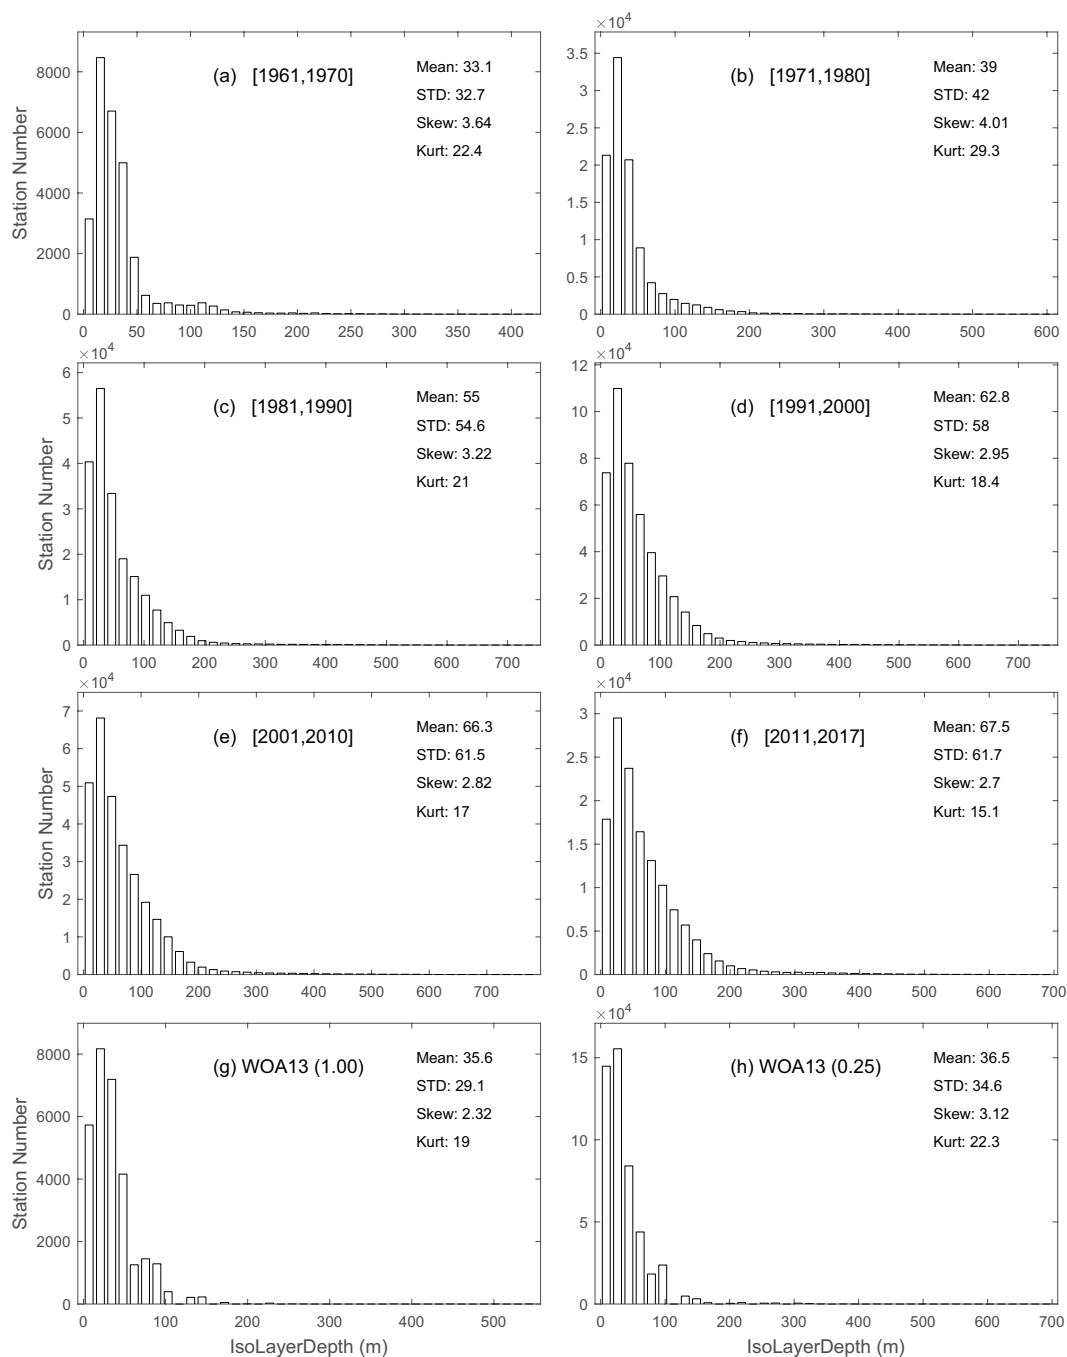 (a) [1961,1970]
Mean: 33.1
STD: 32.7
Skew: 3.64
Kurt: 22.4
Station Number
8000
6000
4000
2000
0
0 50 100 150 200 250 300 350 400
×10⁴
(b) [1971,1980]
Mean: 39
STD: 42
Skew: 4.01
Kurt: 29.3
3.5
3
2.5
2
1.5
1
0.5
0
0 100 200 300 400 500 600
×10⁴
(c) [1981,1990]
Mean: 55
STD: 54.6
Skew: 3.22
Kurt: 21
Station Number
6
5
4
3
2
1
0
0 100 200 300 400 500 600 700
×10⁴
(d) [1991,2000]
Mean: 62.8
STD: 58
Skew: 2.95
Kurt: 18.4
12
10
8
6
4
2
0
0 100 200 300 400 500 600 700
×10⁴
(e) [2001,2010]
Mean: 66.3
STD: 61.5
Skew: 2.82
Kurt: 17
Station Number
7
6
5
4
3
2
1
0
0 100 200 300 400 500 600 700
×10⁴
(f) [2011,2017]
Mean: 67.5
STD: 61.7
Skew: 2.7
Kurt: 15.1
3
2.5
2
1.5
1
0.5
0
0 100 200 300 400 500 600 700
(g) WOA13 (1.00)
Mean: 35.6
STD: 29.1
Skew: 2.32
Kurt: 19
Station Number
8000
6000
4000
2000
0
0 100 200 300 400 500
IsoLayerDepth (m)
×10⁴
(h) WOA13 (0.25)
Mean: 36.5
STD: 34.6
Skew: 3.12
Kurt: 22.3
15
10
5
0
0 100 200 300 400 500 600 700
IsoLayerDepth (m)